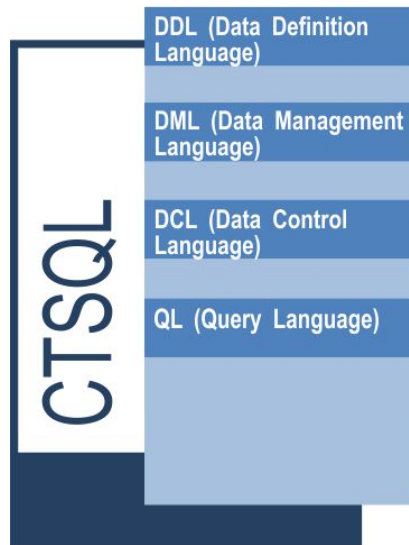 CTSQL
DDL (Data Definition
Language)
DML (Data Management
Language)
DCL (Data Control
Language)
QL (Query Language)